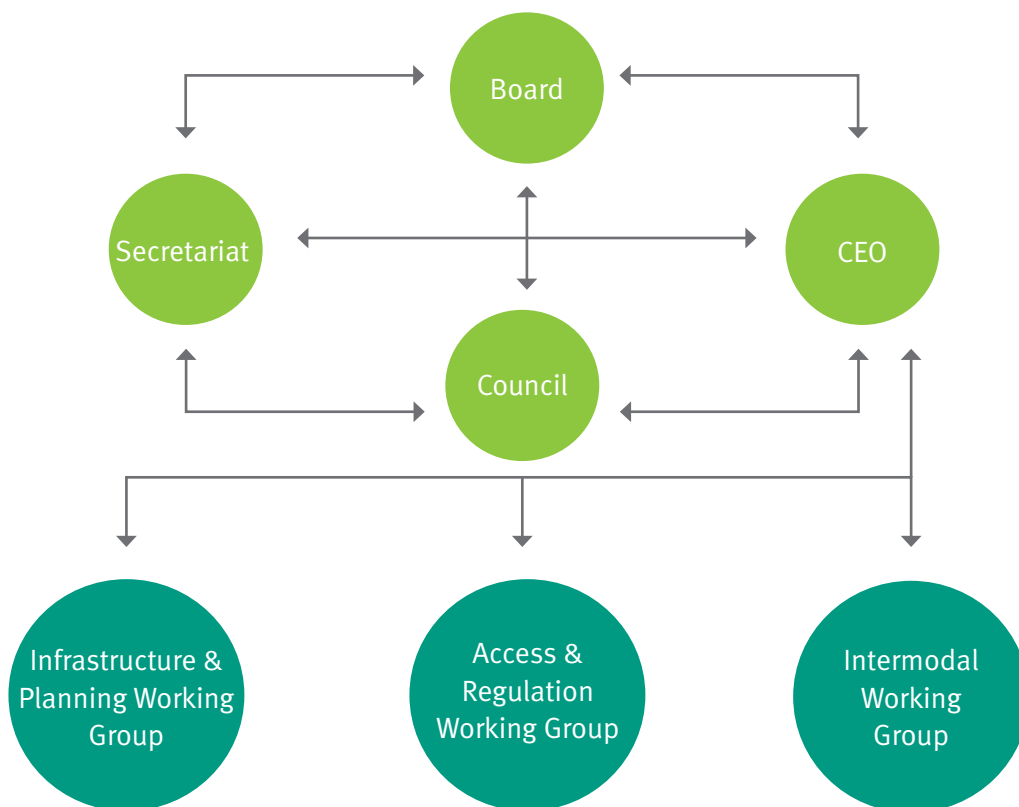 Board
Secretariat
CEO
Council
Infrastructure &
Planning Working
Group
Access &
Regulation
Working Group
Intermodal
Working
Group